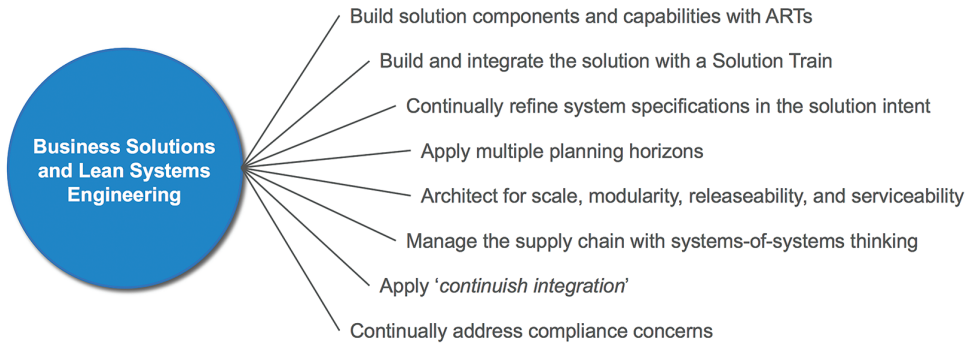 Build solution components and capabilities with ARTs
Build and integrate the solution with a Solution Train
Continually refine system specifications in the solution intent
Business Solutions
and Lean Systems
Engineering
Apply multiple planning horizons
Architect for scale, modularity, releaseability, and serviceability
Manage the supply chain with systems-of-systems thinking
Apply ‘continuish integration’
Continually address compliance concerns